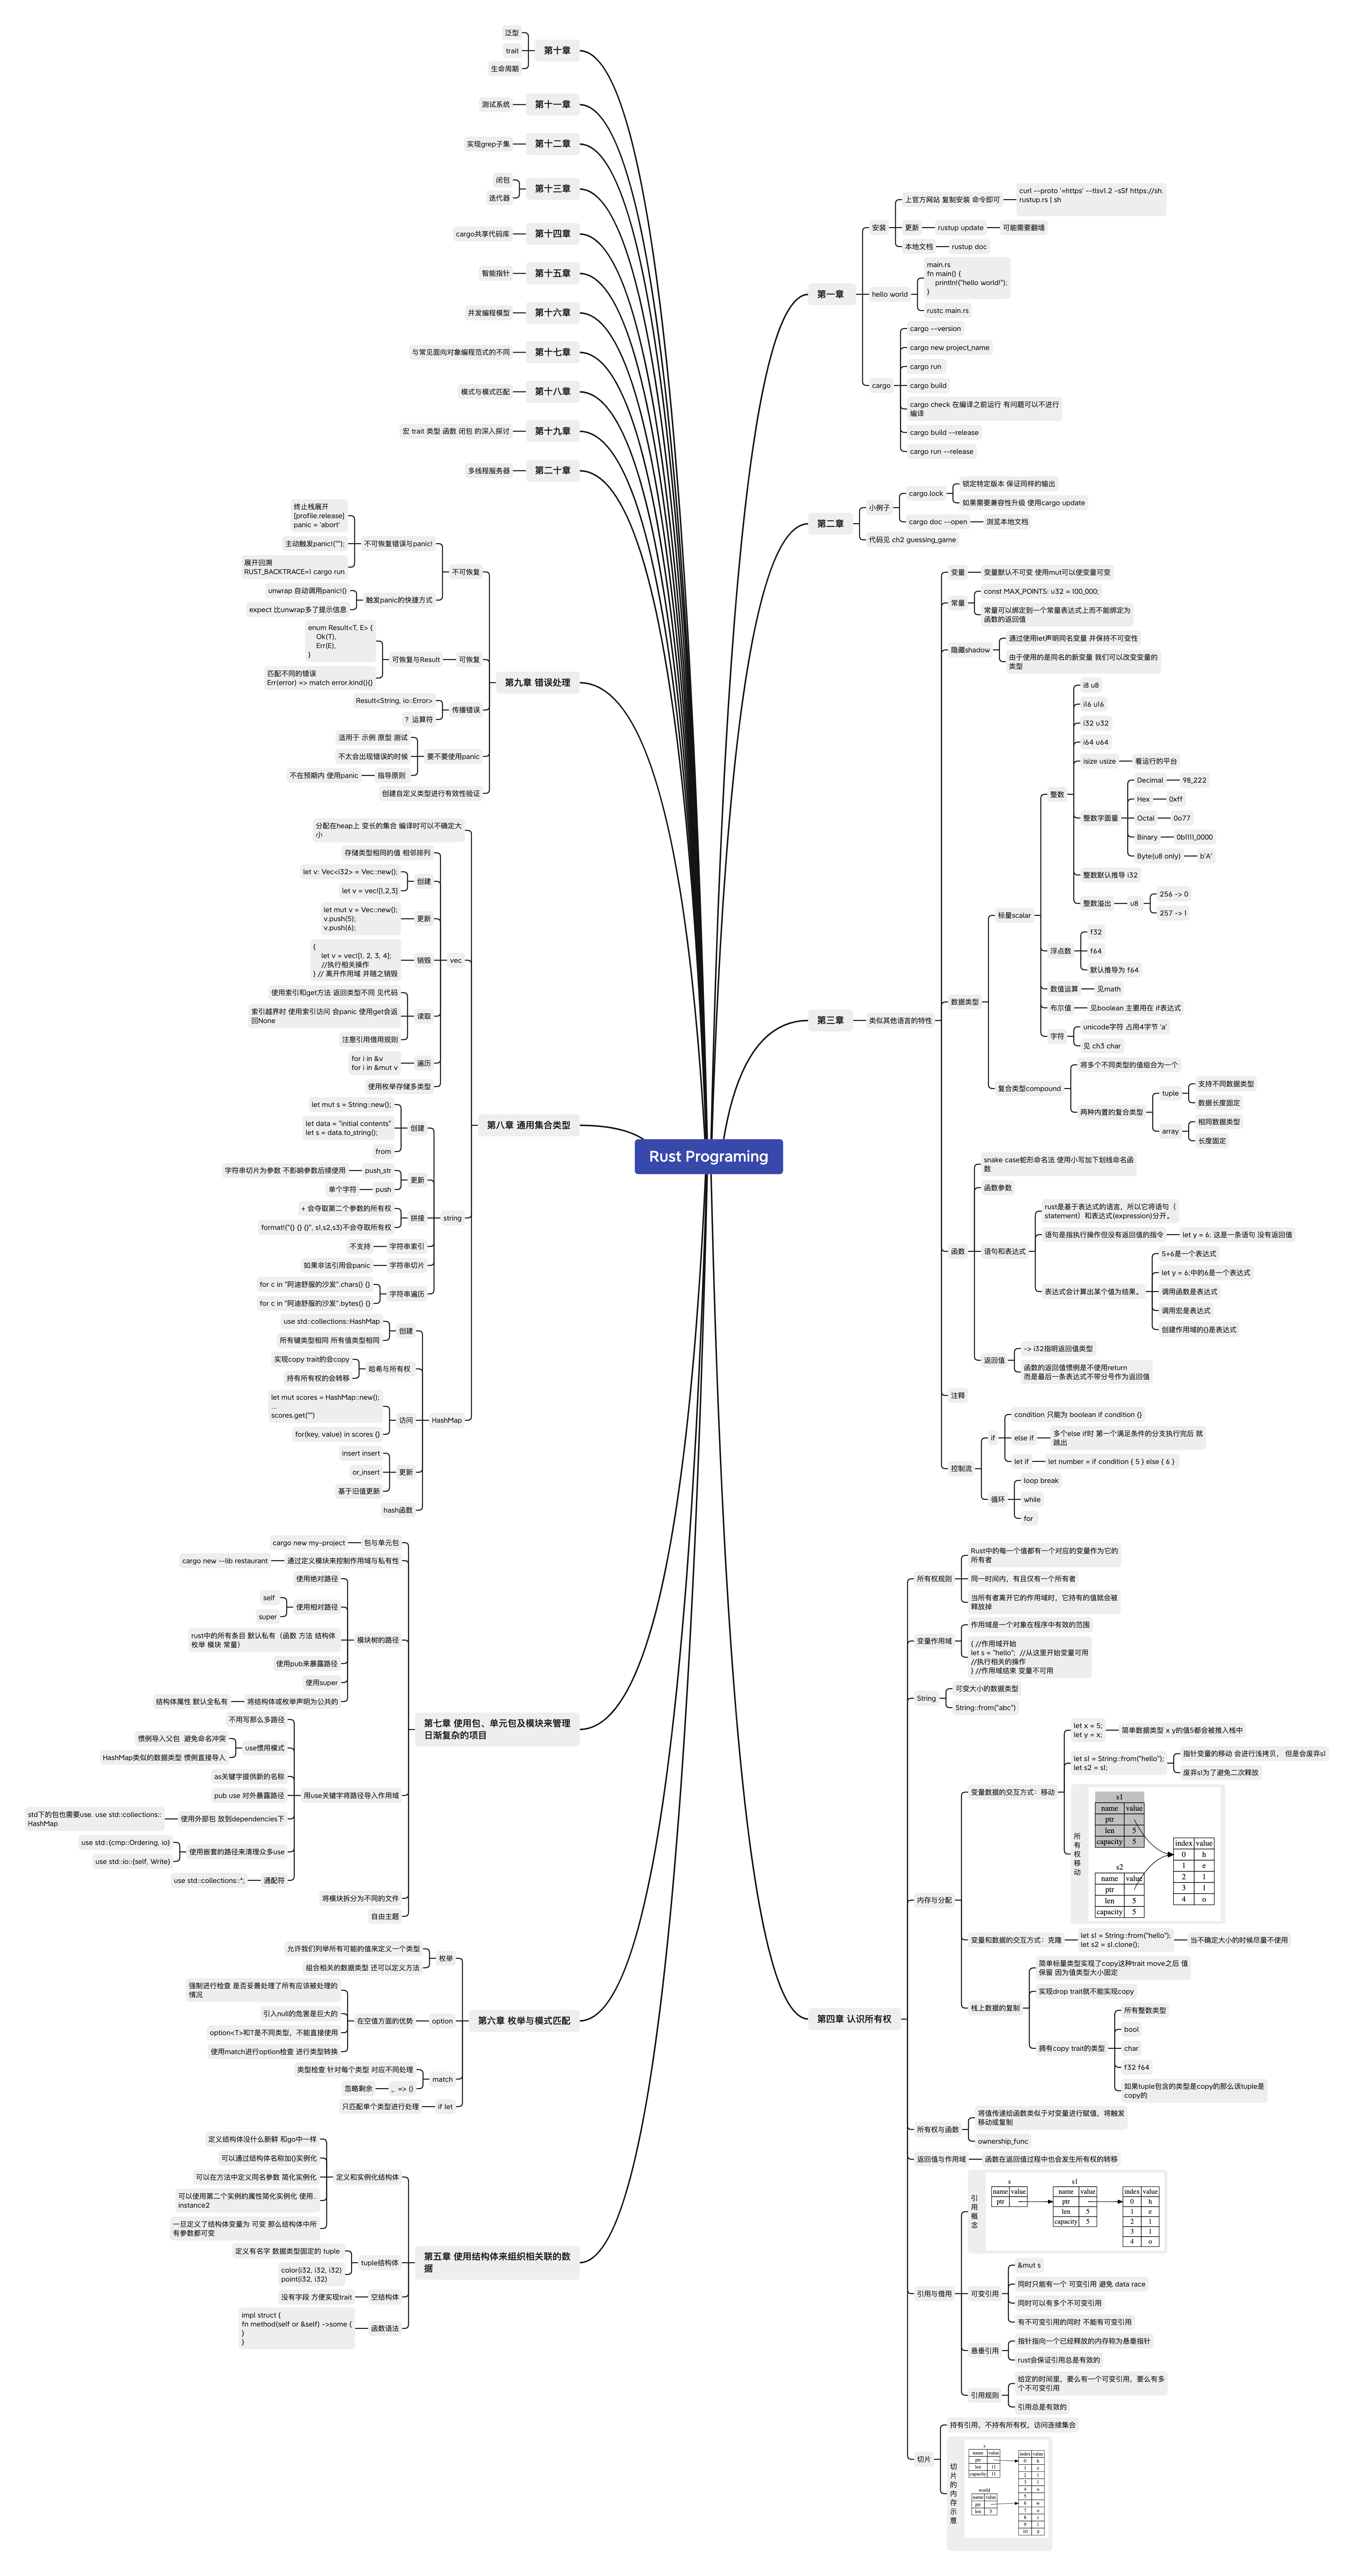 Rust Programing
第一章
安装
上官方网站 复制安装 命令即可
curl --proto '=https' --tlsv1.2 -sSf https://sh.
rustup.rs | sh
更新
rustup update
可能需要翻墙
本地文档
rustup doc
hello world
main.rs
fn main() {
println!("hello world!");
}
rustc main.rs
cargo
cargo --version
cargo new project_name
cargo run
cargo build
cargo check 在编译之前运行 有问题可以不进行
编译
cargo build --release
cargo run --release
第二章
小例子
cargo.lock
锁定特定版本 保证同样的输出
如果需要兼容性升级 使用cargo update
cargo doc --open
浏览本地文档
代码见 ch2 guessing_game
第三章
类似其他语言的特性
变量
变量默认不可变 使用mut可以使变量可变
常量
const MAX_POINTS: u32 = 100_000;
常量可以绑定到一个常量表达式上而不能绑定为
函数的返回值
隐藏shadow
通过使用let声明同名变量 并保持不可变性
由于使用的是同名的新变量 我们可以改变变量的
类型
数据类型
标量scalar
整数
i8 u8
i16 u16
i32 u32
i64 u64
isize usize
看运行的平台
整数字面量
Decimal
98_222
Hex
0xff
Octal
0o77
Binary
0b1111_0000
Byte(u8 only)
b'A'
整数默认推导 i32
整数溢出
u8
256 -> 0
257 -> 1
浮点数
f32
f64
默认推导为 f64
数值运算
见math
布尔值
见boolean 主要用在 if表达式
字符
unicode字符 占用4字节 'a'
见 ch3 char
复合类型compound
将多个不同类型的值组合为一个
两种内置的复合类型
tuple
支持不同数据类型
数据长度固定
array
相同数据类型
长度固定
函数
snake case蛇形命名法 使用小写加下划线命名函
数
函数参数
语句和表达式
rust是基于表达式的语言，所以它将语句（
statement）和表达式(expression)分开。
语句是指执行操作但没有返回值的指令
let y = 6; 这是一条语句 没有返回值
表达式会计算出某个值为结果。
5+6是一个表达式
let y = 6;中的6是一个表达式
调用函数是表达式
调用宏是表达式
创建作用域的{}是表达式
返回值
-> i32指明返回值类型
函数的返回值惯例是不使用return
而是最后一条表达式不带分号作为返回值
注释
控制流
if
condition 只能为 boolean if condition {}
else if
多个else if时 第一个满足条件的分支执行完后 就
跳出
let if
let number = if condition { 5 } else { 6 }
循环
loop break
while
for
第四章 认识所有权
所有权规则
Rust中的每一个值都有一个对应的变量作为它的
所有者
同一时间内，有且仅有一个所有者
当所有者离开它的作用域时，它持有的值就会被
释放掉
变量作用域
作用域是一个对象在程序中有效的范围
{ //作用域开始
let s = "hello"; //从这里开始变量可用
//执行相关的操作
} //作用域结束 变量不可用
String
可变大小的数据类型
String::from("abc")
内存与分配
变量数据的交互方式：移动
let x = 5;
let y = x;
简单数据类型 x y的值5都会被推入栈中
let s1 = String::from("hello");
let s2 = s1;
指针变量的移动 会进行浅拷贝， 但是会废弃s1
废弃s1为了避免二次释放
所有权移动
s1
name value
ptr
len 5
capacity 5
s2
name value
ptr
len 5
capacity 5
index value
0 h
1 e
2 l
3 l
4 o
变量和数据的交互方式：克隆
let s1 = String::from("hello");
let s2 = s1.clone();
当不确定大小的时候尽量不使用
栈上数据的复制
简单标量类型实现了copy这种trait move之后 值
保留 因为值类型大小固定
实现drop trait就不能实现copy
拥有copy trait的类型
所有整数类型
bool
char
f32 f64
如果tuple包含的类型是copy的那么该tuple是
copy的
所有权与函数
将值传递给函数类似于对变量进行赋值，将触发
移动或复制
ownership_func
返回值与作用域
函数在返回值过程中也会发生所有权的转移
引用与借用
引用概念
s
name value
ptr
s1
name value
ptr
len 5
capacity 5
index value
0 h
1 e
2 l
3 l
4 o
可变引用
&mut s
同时只能有一个 可变引用 避免 data race
同时可以有多个不可变引用
有不可变引用的同时 不能有可变引用
悬垂引用
指针指向一个已经释放的内存称为悬垂指针
rust会保证引用总是有效的
引用规则
给定的时间里，要么有一个可变引用，要么有多
个不可变引用
引用总是有效的
切片
持有引用，不持有所有权，访问连续集合
切片的内存示意
s
name value
ptr
len 11
capacity 11
world
name value
ptr
len 5
index value
0 h
1 e
2 l
3 l
4 o
5
6 w
7 o
8 r
9 l
10 d
第十章
泛型
trait
生命周期
第十一章
测试系统
第十二章
实现grep子集
第十三章
闭包
迭代器
第十四章
cargo共享代码库
第十五章
智能指针
第十六章
并发编程模型
第十七章
与常见面向对象编程范式的不同
第十八章
模式与模式匹配
第十九章
宏 trait 类型 函数 闭包 的深入探讨
第二十章
多线程服务器
第九章 错误处理
不可恢复
不可恢复错误与panic!
终止栈展开
[profile.release]
panic = 'abort'
主动触发panic!("");
展开回溯
RUST_BACKTRACE=1 cargo run
触发panic的快捷方式
unwrap 自动调用panic!()
expect 比unwrap多了提示信息
可恢复
可恢复与Result
enum Result<T, E> {
Ok(T),
Err(E),
}
匹配不同的错误
Err(error) => match error.kind(){}
传播错误
Result<String, io::Error>
？ 运算符
要不要使用panic
适用于 示例 原型 测试
不太会出现错误的时候
指导原则
不在预期内 使用panic
创建自定义类型进行有效性验证
第八章 通用集合类型
分配在heap上 变长的集合 编译时可以不确定大
小
vec
存储类型相同的值 相邻排列
创建
let v: Vec<i32> = Vec::new();
let v = vec![1,2,3]
更新
let mut v = Vec::new();
v.push(5);
v.push(6);
销毁
{
let v = vec![1, 2, 3, 4];
//执行相关操作
} // 离开作用域 并随之销毁
读取
使用索引和get方法 返回类型不同 见代码
索引越界时 使用索引访问 会panic 使用get会返
回None
注意引用借用规则
遍历
for i in &v
for i in &mut v
使用枚举存储多类型
string
创建
let mut s = String::new();
let data = "initial contents"
let s = data.to_string();
from
更新
push_str
字符串切片为参数 不影响参数后续使用
push
单个字符
拼接
+ 会夺取第二个参数的所有权
format!("{} {} {}", s1,s2,s3)不会夺取所有权
字符串索引
不支持
字符串切片
如果非法引用会panic
字符串遍历
for c in "阿迪舒服的沙发".chars() {}
for c in "阿迪舒服的沙发".bytes() {}
HashMap
创建
use std::collections::HashMap
所有键类型相同 所有值类型相同
哈希与所有权
实现copy trait的会copy
持有所有权的会转移
访问
let mut scores = HashMap::new();
...
scores.get("")
for(key, value) in scores {}
更新
insert insert
or_insert
基于旧值更新
hash函数
第七章 使用包、单元包及模块来管理
日渐复杂的项目
包与单元包
cargo new my-project
通过定义模块来控制作用域与私有性
cargo new --lib restaurant
模块树的路径
使用绝对路径
使用相对路径
self
super
rust中的所有条目 默认私有（函数 方法 结构体
枚举 模块 常量）
使用pub来暴露路径
使用super
将结构体或枚举声明为公共的
结构体属性 默认全私有
用use关键字将路径导入作用域
不用写那么多路径
use惯用模式
惯例导入父包 避免命名冲突
HashMap类似的数据类型 惯例直接导入
as关键字提供新的名称
pub use 对外暴露路径
使用外部包 放到dependencies下
std下的包也需要use. use std::collections::
HashMap
使用嵌套的路径来清理众多use
use std::{cmp::Ordering, io}
use std::io::{self, Write}
通配符
use std::collections::*;
将模块拆分为不同的文件
自由主题
第六章 枚举与模式匹配
枚举
允许我们列举所有可能的值来定义一个类型
组合相关的数据类型 还可以定义方法
option
在空值方面的优势
强制进行检查 是否妥善处理了所有应该被处理的
情况
引入null的危害是巨大的
option<T>和T是不同类型，不能直接使用
使用match进行option检查 进行类型转换
match
类型检查 针对每个类型 对应不同处理
_ => ()
忽略剩余
if let
只匹配单个类型进行处理
第五章 使用结构体来组织相关联的数
据
定义和实例化结构体
定义结构体没什么新鲜 和go中一样
可以通过结构体名称加{}实例化
可以在方法中定义同名参数 简化实例化
可以使用第二个实例的属性简化实例化 使用..
instance2
一旦定义了结构体变量为 可变 那么结构体中所
有参数都可变
tuple结构体
定义有名字 数据类型固定的 tuple
color(i32, i32, i32)
point(i32, i32)
空结构体
没有字段 方便实现trait
函数语法
impl struct {
fn method(self or &self) ->some {
}
}